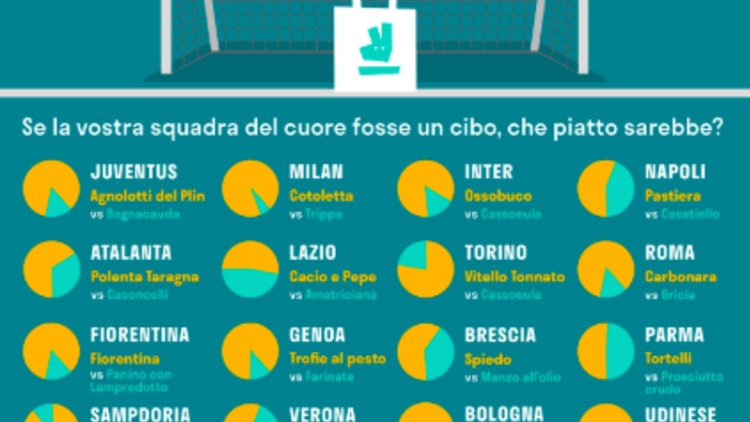 Se la vostra squadra del cuore fosse un cibo, che piatto sarebbe?
JUVENTUS
Agnolotti del Plin
vs Bagnacauda
MILAN
Cotoletta
vs Trippa
INTER
Ossobuco
vs Cassoeula
NAPOLI
Pastiera
vs Casatiello
ATALANTA
Polenta Taragna
vs Casoncelli
LAZIO
Cacio e Pepe
vs Amatriciana
TORINO
Vitello Tonnato
vs Cassoeula
ROMA
Carbonara
vs Gricia
FIORENTINA
Fiorentina
vs Panino con
Lampredotto
GENOA
Trofie al pesto
vs Farinata
BRESCIA
Spiedo
vs Manzo all'olio
PARMA
Tortelli
vs Prosciutto
crudo
SAMPDORIA
VERONA
BOLOGNA
UDINESE